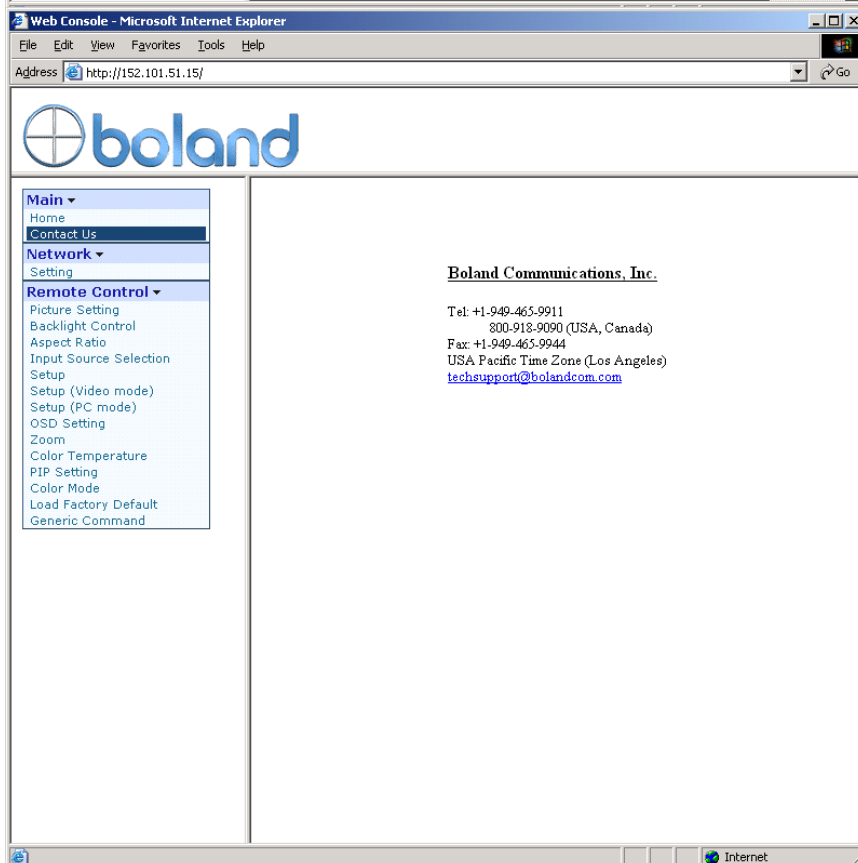 Web Console - Microsoft Internet Explorer
File Edit View Favorites Tools Help
Address http://152.101.51.15/ Go
boland
Main
Home
Contact Us
Network
Setting
Remote Control
Picture Setting
Backlight Control
Aspect Ratio
Input Source Selection
Setup
Setup (Video mode)
Setup (PC mode)
OSD Setting
Zoom
Color Temperature
PIP Setting
Color Mode
Load Factory Default
Generic Command
Boland Communications, Inc.
Tel: +1-949-465-9911
800-918-9090 (USA, Canada)
Fax: +1-949-465-9944
USA Pacific Time Zone (Los Angeles)
techsupport@bolandcom.com
Internet